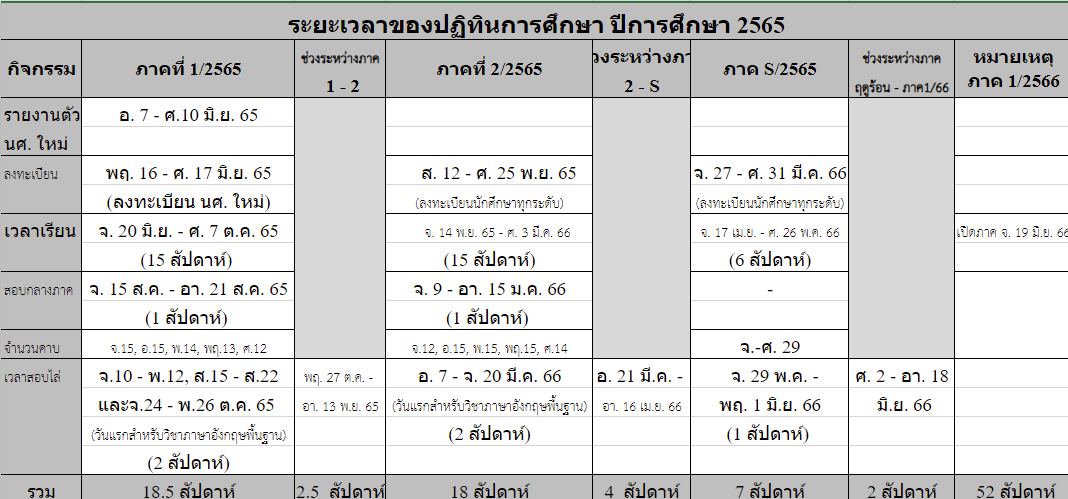 ระยะเวลาของปฏิทินการศึกษา ปีการศึกษา 2565
กิจกรรม ภาคที่ 1/2565 ช่วงระหว่างภาค 1 - 2 ภาคที่ 2/2565 วงระหว่างภา 2 - S ภาค S/2565 ช่วงระหว่างภาค ฤดูร้อน - ภาค1/66 หมายเหตุ ภาค 1/2566
รายงานตัว อ. 7 - ศ.10 มิ.ย. 65
นศ. ใหม่
ลงทะเบียน พฤ. 16 - ศ. 17 มิ.ย. 65 ส. 12 - ศ. 25 พ.ย. 65 จ. 27 - ศ. 31 มี.ค. 66
(ลงทะเบียน นศ. ใหม่) (ลงทะเบียนนักศึกษาทุกระดับ) (ลงทะเบียนนักศึกษาทุกระดับ)
เวลาเรียน จ. 20 มิ.ย. - ศ. 7 ต.ค. 65 จ. 14 พ.ย. 65 - ศ. 3 มี.ค. 66 จ. 17 เม.ย. - ศ. 26 พ.ค. 66 เปิดภาค จ. 19 มิ.ย. 66
(15 สัปดาห์) (15 สัปดาห์) (6 สัปดาห์)
สอบกลางภาค จ. 15 ส.ค. - อา. 21 ส.ค. 65 จ. 9 - อา. 15 ม.ค. 66 -
(1 สัปดาห์) (1 สัปดาห์)
จำนวนคาบ จ.15, อ.15, พ.14, พฤ.13, ศ.12 จ.12, อ.15, พ.15, พฤ.15, ศ.14 จ.-ศ. 29
เวลาสอบไล่ จ.10 - พ.12, ส.15 - ส.22 พฤ. 27 ต.ค. - อ. 7 - จ. 20 มี.ค. 66 อ. 21 มี.ค. - จ. 29 พ.ค. - ศ. 2 - อา. 18
และจ.24 - พ.26 ต.ค. 65 อา. 13 พ.ย. 65 (วันแรกสำหรับวิชาภาษาอังกฤษพื้นฐาน) อา. 16 เม.ย. 66 พฤ. 1 มิ.ย. 66 มิ.ย. 66
(วันแรกสำหรับวิชาภาษาอังกฤษพื้นฐาน) (2 สัปดาห์) (1 สัปดาห์)
(2 สัปดาห์)
รวม 18.5 สัปดาห์ 2.5 สัปดาห์ 18 สัปดาห์ 4 สัปดาห์ 7 สัปดาห์ 2 สัปดาห์ 52 สัปดาห์